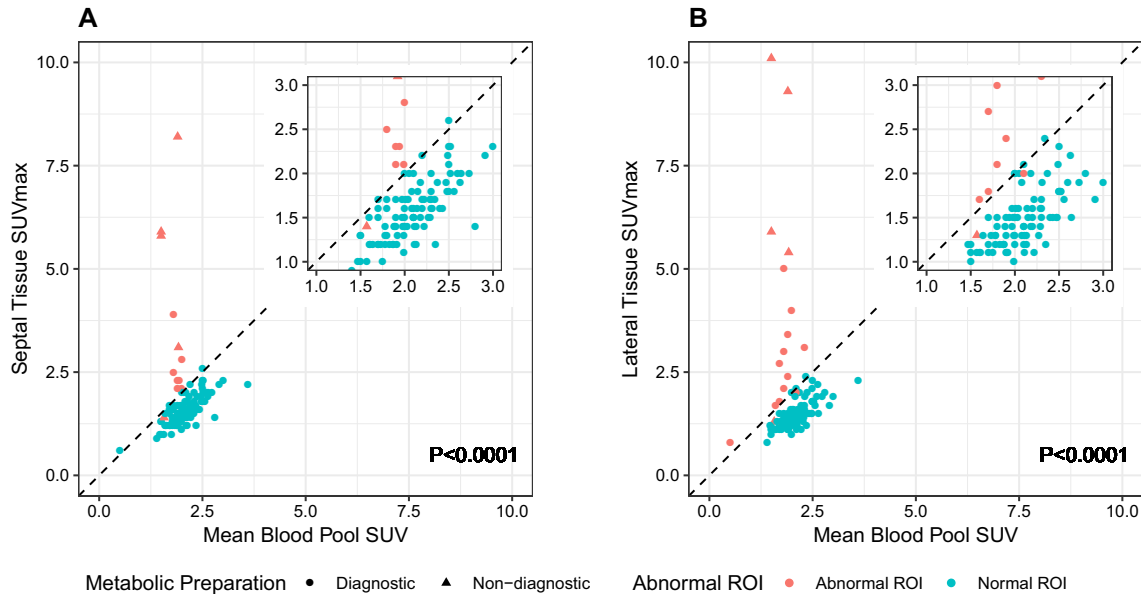 A
B
10.0
7.5
5.0
2.5
0.0
Septal Tissue SUVmax
3.0
2.5
2.0
1.5
1.0
1.0 1.5 2.0 2.5 3.0
P<0.0001
0.0 2.5 5.0 7.5 10.0
Mean Blood Pool SUV
10.0
7.5
5.0
2.5
0.0
Lateral Tissue SUVmax
3.0
2.5
2.0
1.5
1.0
1.0 1.5 2.0 2.5 3.0
P<0.0001
0.0 2.5 5.0 7.5 10.0
Mean Blood Pool SUV
Metabolic Preparation Diagnostic Non−diagnostic Abnormal ROI Abnormal ROI Normal ROI